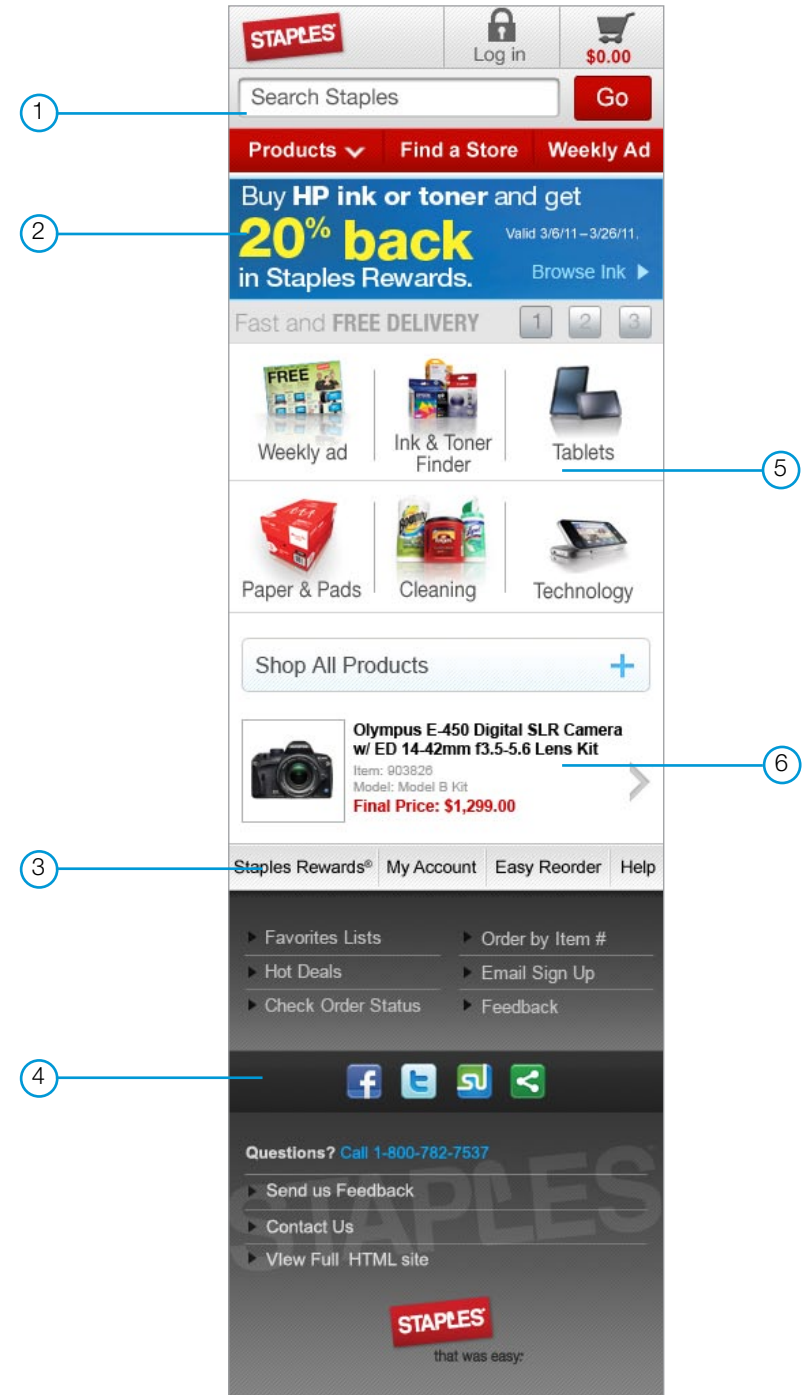 STAPLES
Log in
$0.00
1
Search Staples
Go
Products
Find a Store
Weekly Ad
2
Buy HP ink or toner and get
20% back
Valid 3/6/11–3/26/11.
in Staples Rewards.
Browse Ink
Fast and FREE DELIVERY
1
2
3
FREE
Weekly ad
Ink & Toner
Finder
Tablets
5
Bounty
Paper & Pads
Cleaning
Technology
Shop All Products
Olympus E-450 Digital SLR Camera
w/ ED 14-42mm f3.5-5.6 Lens Kit
6
Item: 903826
Model: Model B Kit
Final Price: $1,299.00
3
Staples Rewards®
My Account
Easy Reorder
Help
Favorites Lists
Order by Item #
Hot Deals
Email Sign Up
Check Order Status
Feedback
4
Questions? Call 1-800-782-7537
STAPLES
Send us Feedback
Contact Us
VIew Full HTML site
STAPLES
that was easy.